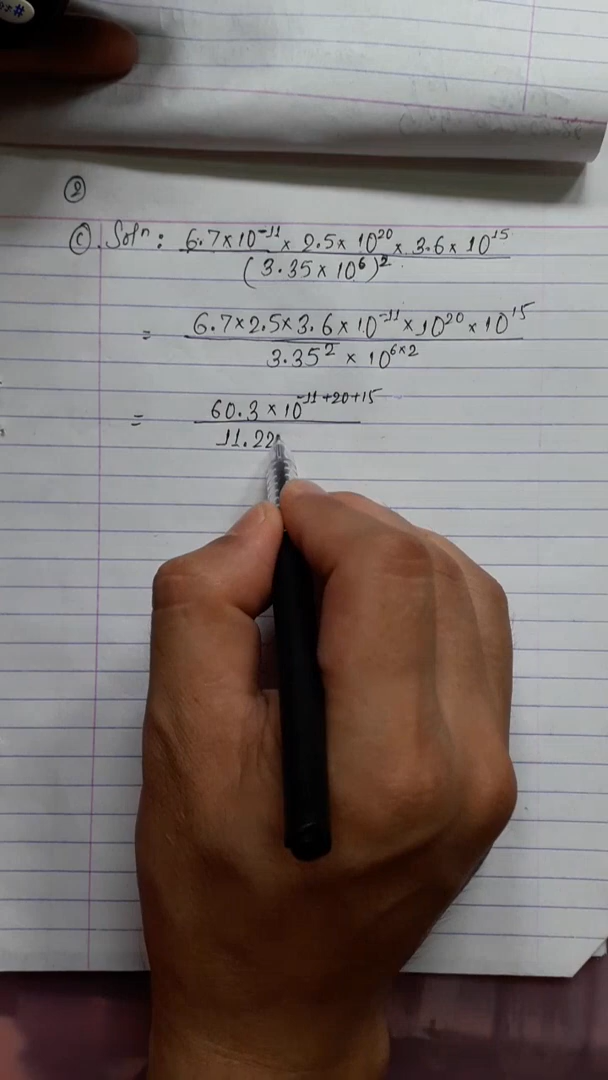 2
c. Solⁿ: 6.7 × 10⁻¹¹ × 2.5 × 10²⁰ × 3.6 × 10¹⁵
(3.35 × 10⁶)²
= 6.7 × 2.5 × 3.6 × 10⁻¹¹ × 10²⁰ × 10¹⁵
3.35² × 10⁶ˣ²
= 60.3 × 10⁻¹¹⁺²⁰⁺¹⁵
11.22